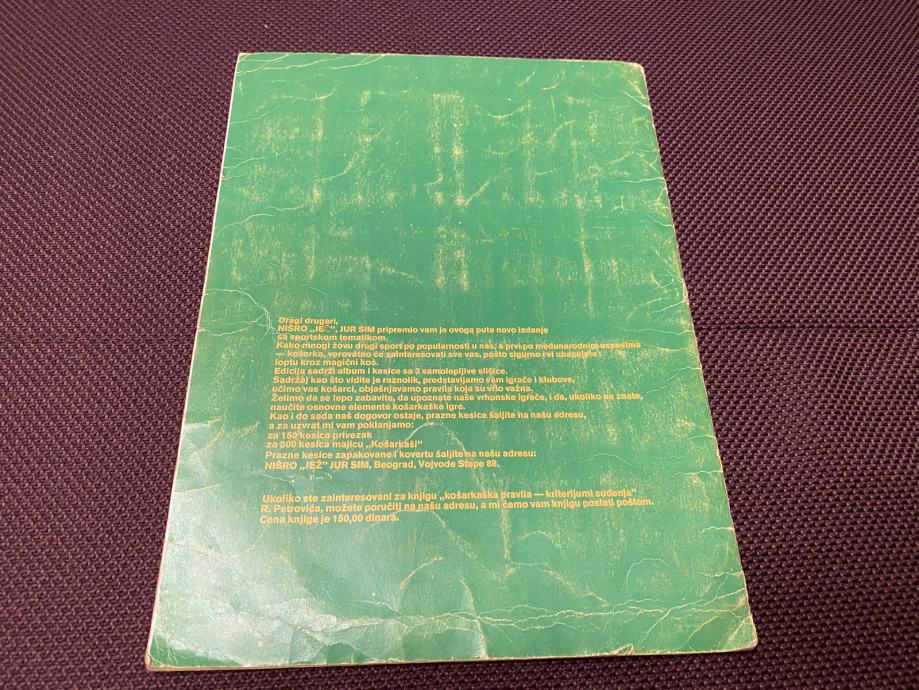 Dragi drugari,
NIŠRO „JEŽ”, JUR SIM pripremio vam je ovoga puta novo izdanje
sa sportskom tematikom.
Kako mnogi zovu drugi sport po popularnosti u nas, a prvi po međunarodnim uspesima
— košarka, verovatno će zainteresovati sve vas, pošto sigurno i vi ubacujete
loptu kroz magični koš.
Edicija sadrži album i kesice sa 3 samolepljive sličice.
Sadržaj kao što vidite je raznolik, predstavljamo vam igrače i klubove,
učimo vas košarci, objašnjavamo pravila koja su vrlo važna.
Želimo da se lepo zabavite, da upoznate naše vrhunske igrače, i da, ukoliko ne znate,
naučite osnovne elemente košarkaške igre.
Kao i do sada naš dogovor ostaje, prazne kesice šaljite na našu adresu,
a za uzvrat mi vam poklanjamo:
za 150 kesica privezak
za 300 kesica majicu „Košarkaši”
Prazne kesice zapakovane i kovertu šaljite na našu adresu:
NIŠRO „JEŽ” JUR SIM, Beograd, Vojvode Stepe 89.
Ukoliko ste zainteresovani za knjigu „košarkaška pravila — kriterijumi suđenja”
R. Petrovića, možete poručiti na našu adresu, a mi ćemo vam knjigu poslati poštom.
Cena knjige je 150,00 dinara.